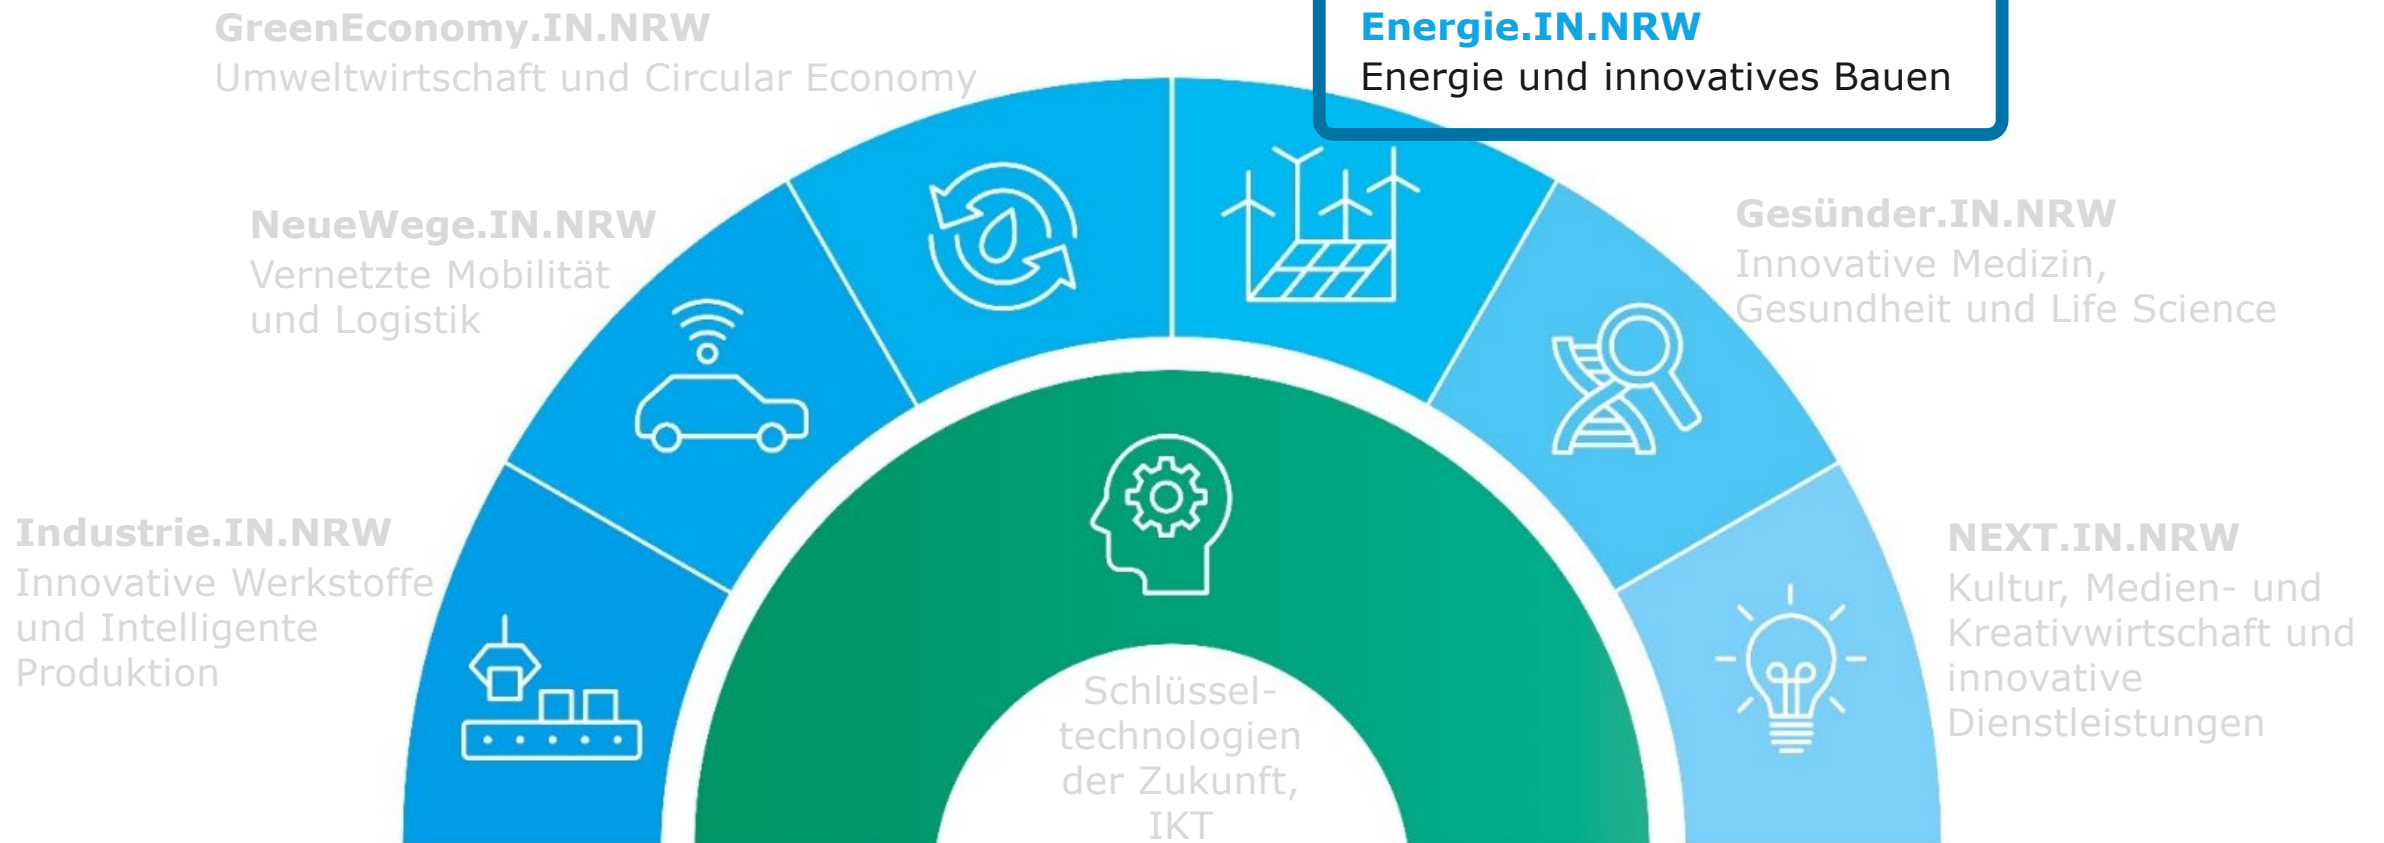 GreenEconomy.IN.NRW
Umweltwirtschaft und Circular Economy
Energie.IN.NRW
Energie und innovatives Bauen
NeueWege.IN.NRW
Vernetzte Mobilität
und Logistik
Gesünder.IN.NRW
Innovative Medizin,
Gesundheit und Life Science
Industrie.IN.NRW
Innovative Werkstoffe
und Intelligente
Produktion
NEXT.IN.NRW
Kultur, Medien- und
Kreativwirtschaft und
innovative
Dienstleistungen
Schlüssel-
technologien
der Zukunft,
IKT